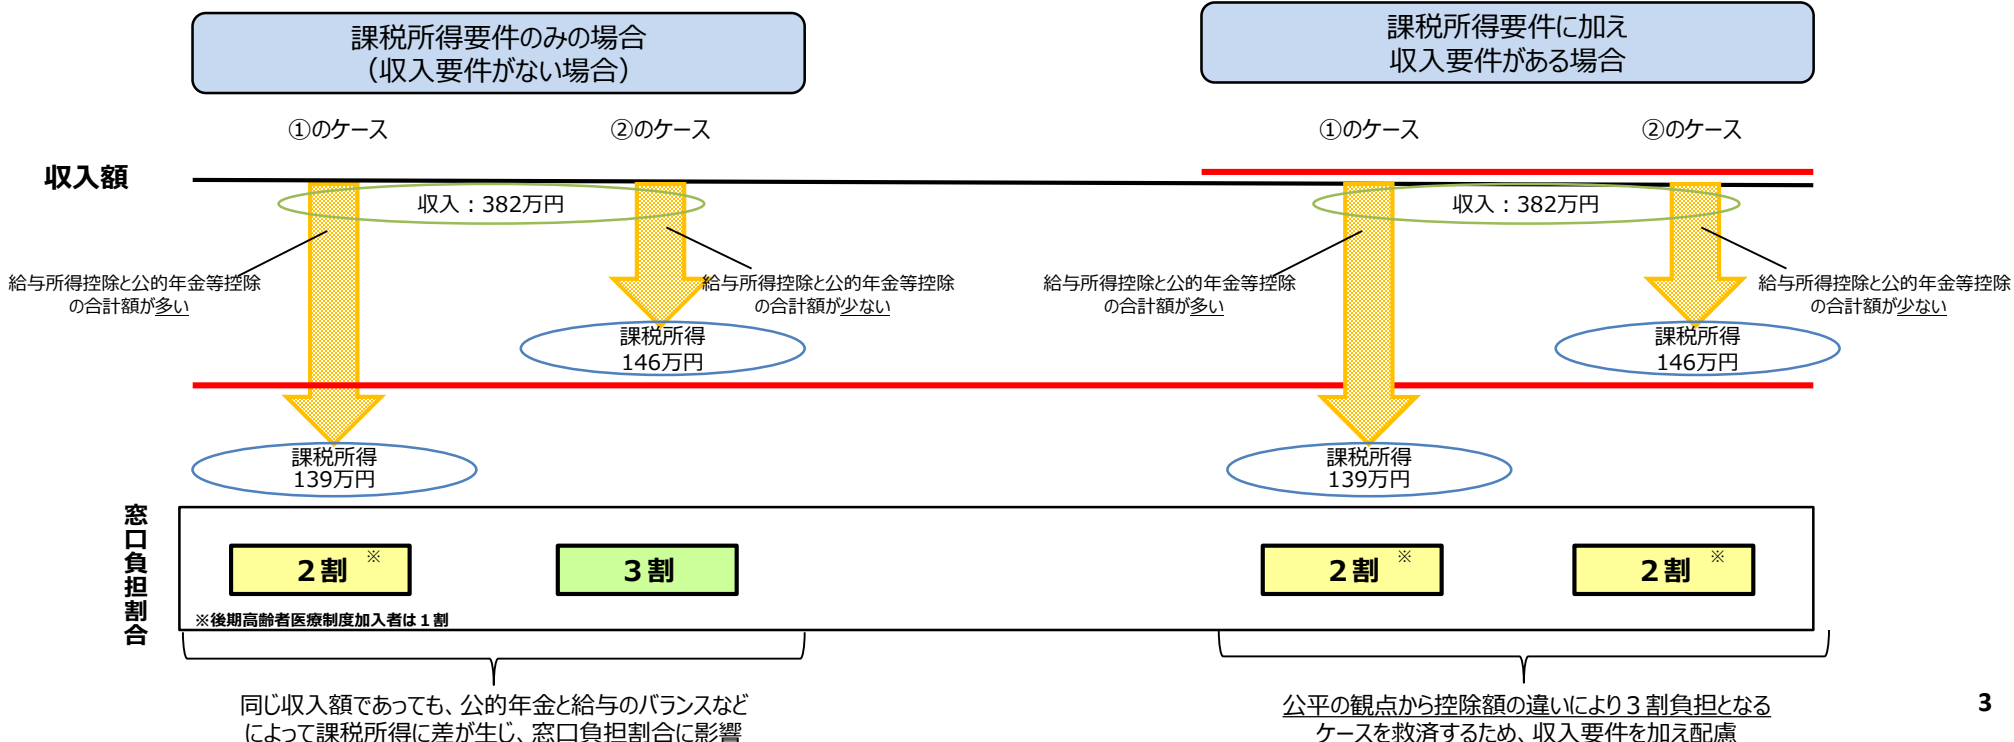 課税所得要件のみの場合
（収入要件がない場合）
課税所得要件に加え
収入要件がある場合
①のケース
②のケース
①のケース
②のケース
収入額
収入：382万円
収入：382万円
給与所得控除と公的年金等控除
の合計額が多い
給与所得控除と公的年金等控除
の合計額が少ない
給与所得控除と公的年金等控除
の合計額が多い
給与所得控除と公的年金等控除
の合計額が少ない
課税所得
146万円
課税所得
146万円
課税所得
139万円
課税所得
139万円
窓口負担割合
２割 ※
３割
２割 ※
２割 ※
※後期高齢者医療制度加入者は１割
同じ収入額であっても、公的年金と給与のバランスなど
によって課税所得に差が生じ、窓口負担割合に影響
公平の観点から控除額の違いにより３割負担となる
ケースを救済するため、収入要件を加え配慮
3